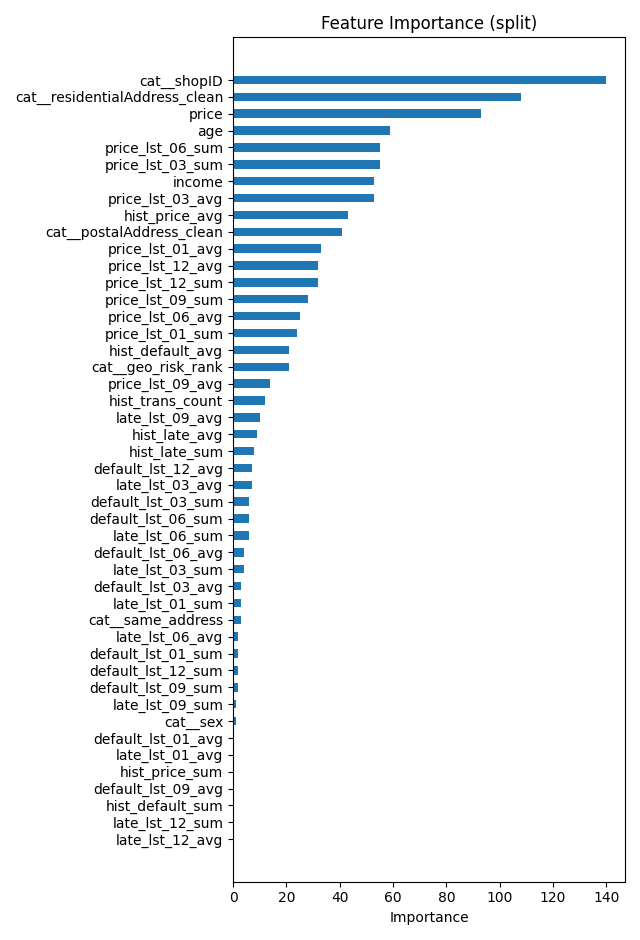 Feature Importance (split)
cat__shopID
cat__residentialAddress_clean
price
age
price_lst_06_sum
price_lst_03_sum
income
price_lst_03_avg
hist_price_avg
cat__postalAddress_clean
price_lst_01_avg
price_lst_12_avg
price_lst_12_sum
price_lst_09_sum
price_lst_06_avg
price_lst_01_sum
hist_default_avg
cat__geo_risk_rank
price_lst_09_avg
hist_trans_count
late_lst_09_avg
hist_late_avg
hist_late_sum
default_lst_12_avg
late_lst_03_avg
default_lst_03_sum
default_lst_06_sum
late_lst_06_sum
default_lst_06_avg
late_lst_03_sum
default_lst_03_avg
late_lst_01_sum
cat__same_address
late_lst_06_avg
default_lst_01_sum
default_lst_12_sum
default_lst_09_sum
late_lst_09_sum
cat__sex
default_lst_01_avg
late_lst_01_avg
hist_price_sum
default_lst_09_avg
hist_default_sum
late_lst_12_sum
late_lst_12_avg
0 20 40 60 80 100 120 140
Importance